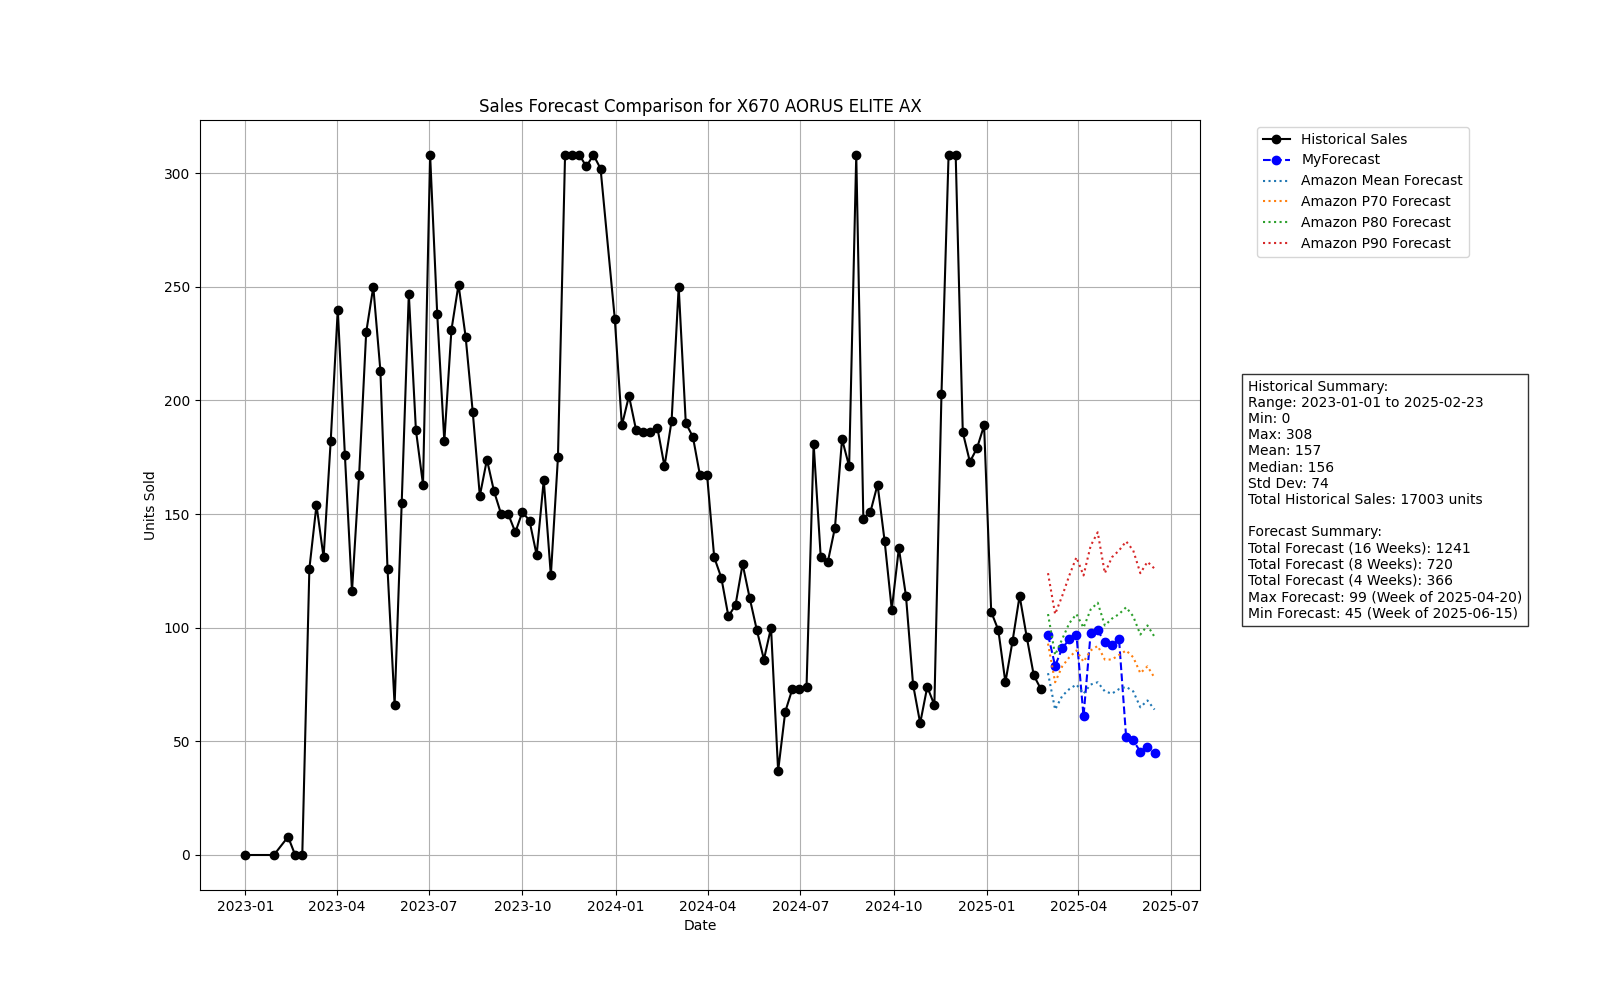 Sales Forecast Comparison for X670 AORUS ELITE AX
Historical Sales
MyForecast
Amazon Mean Forecast
Amazon P70 Forecast
Amazon P80 Forecast
Amazon P90 Forecast
300
250
200
150
100
50
0
Units Sold
2023-01 2023-04 2023-07 2023-10 2024-01 2024-04 2024-07 2024-10 2025-01 2025-04 2025-07
Date
Historical Summary:
Range: 2023-01-01 to 2025-02-23
Min: 0
Max: 308
Mean: 157
Median: 156
Std Dev: 74
Total Historical Sales: 17003 units
Forecast Summary:
Total Forecast (16 Weeks): 1241
Total Forecast (8 Weeks): 720
Total Forecast (4 Weeks): 366
Max Forecast: 99 (Week of 2025-04-20)
Min Forecast: 45 (Week of 2025-06-15)